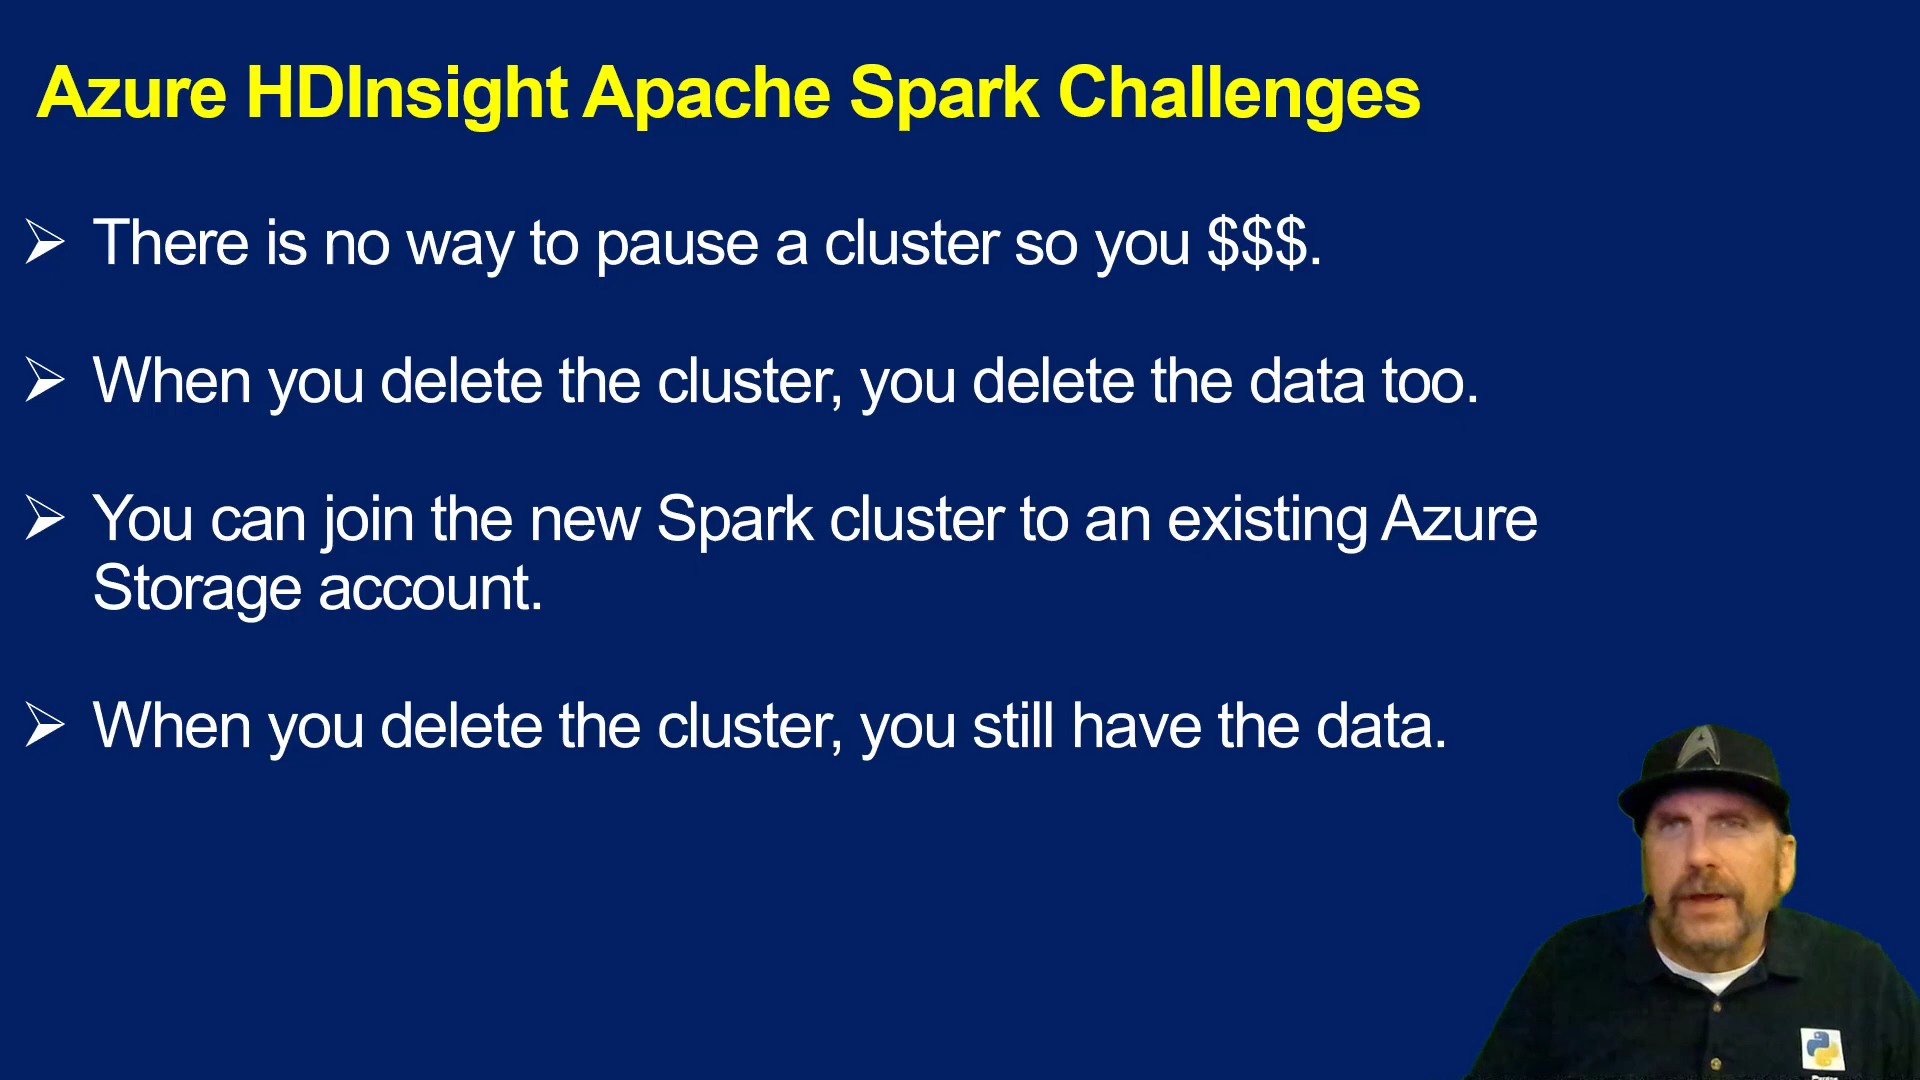 Azure HDInsight Apache Spark Challenges
There is no way to pause a cluster so you $$$.
When you delete the cluster, you delete the data too.
You can join the new Spark cluster to an existing Azure
Storage account.
When you delete the cluster, you still have the data.